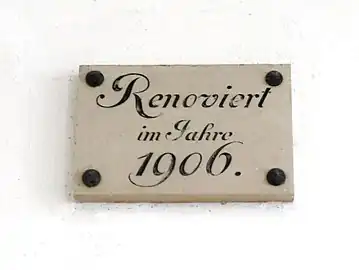 Renoviert
im Jahre
1906.